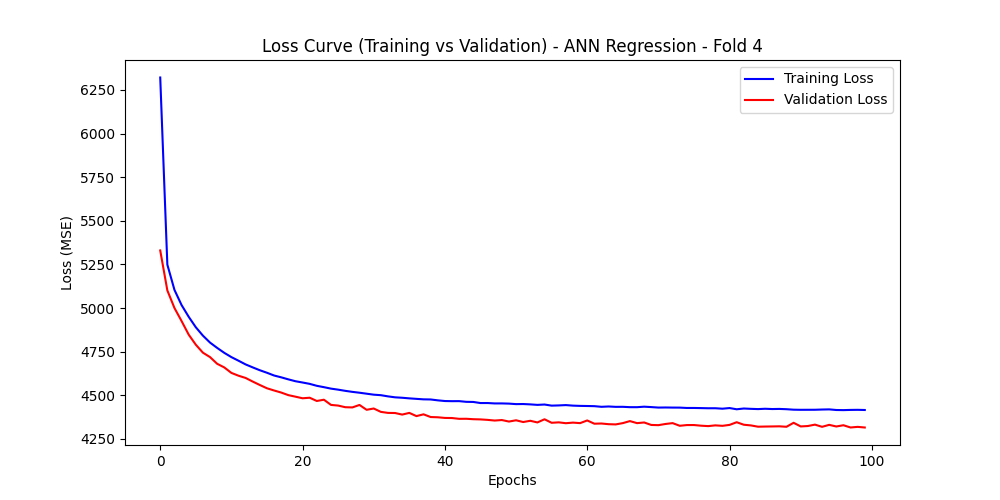 Loss Curve (Training vs Validation) - ANN Regression - Fold 4
Training Loss
Validation Loss
6250
6000
5750
5500
5250
5000
4750
4500
4250
Loss (MSE)
0 20 40 60 80 100
Epochs